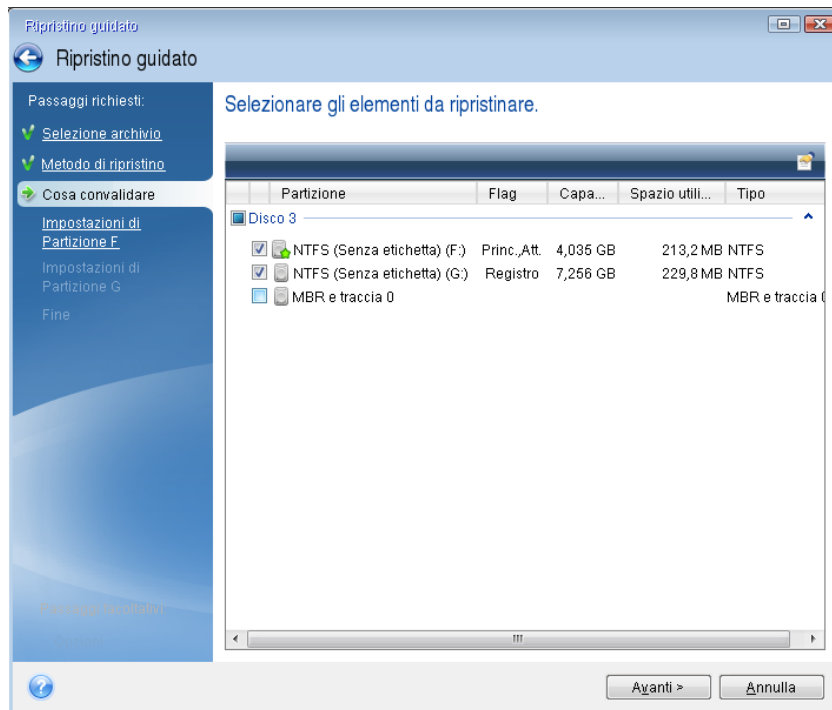 Ripristino guidato
Ripristino guidato
Passaggi richiesti:
Selezione archivio
Metodo di ripristino
Cosa convalidare
Impostazioni di
Partizione F
Impostazioni di
Partizione G
Fine
Selezionare gli elementi da ripristinare.
Partizione Flag Capa... Spazio utili... Tipo
Disco 3
NTFS (Senza etichetta) (F:) Princ.,Att. 4,035 GB 213,2 MB NTFS
NTFS (Senza etichetta) (G:) Registro 7,256 GB 229,8 MB NTFS
MBR e traccia 0 MBR e traccia
Avanti >
Annulla